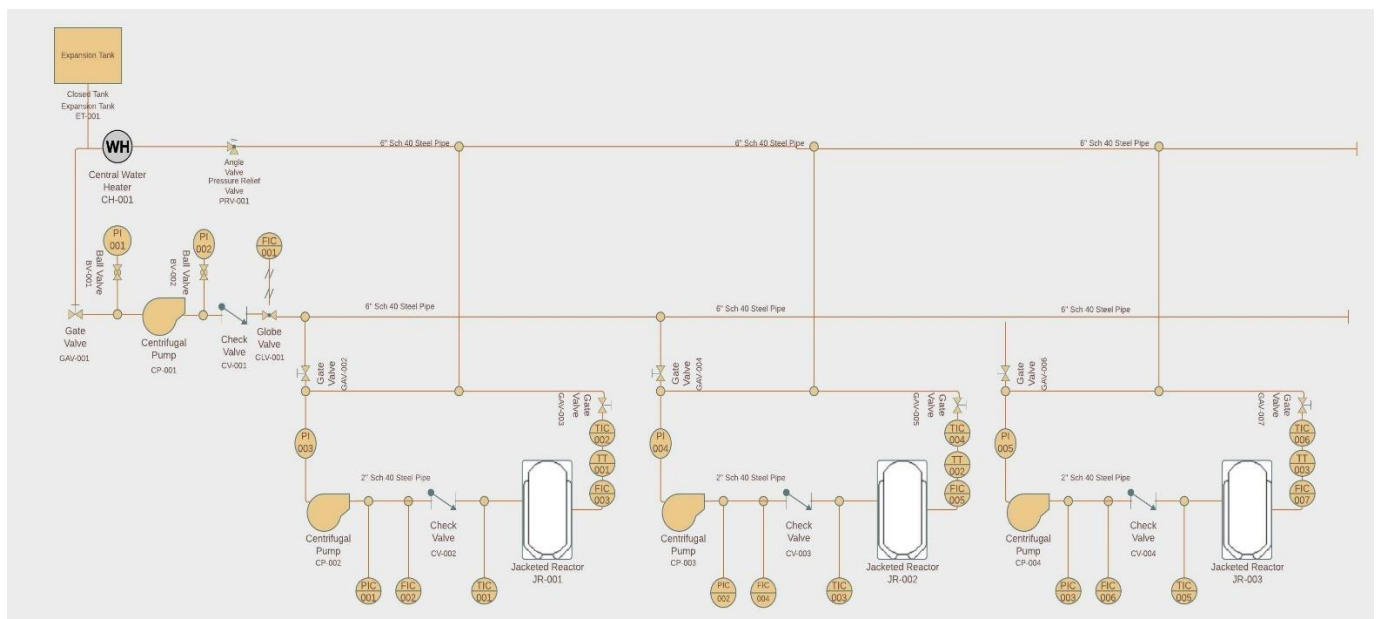 Expansion Tank
Closed Tank
Expansion Tank
ET-001
WH
Central Water
Heater
CH-001
Angle
Valve
Pressure Relief
Valve
PRV-001
6" Sch 40 Steel Pipe
6" Sch 40 Steel Pipe
6" Sch 40 Steel Pipe
PI
001
Ball Valve
BV-001
PI
002
Ball Valve
BV-002
FIC
001
Gate
Valve
GAV-001
Centrifugal
Pump
CP-001
Check
Valve
CV-001
Globe
Valve
GLV-001
6" Sch 40 Steel Pipe
6" Sch 40 Steel Pipe
6" Sch 40 Steel Pipe
Gate
Valve
GAV-002
Gate
Valve
GAV-003
TIC
002
TT
001
FIC
003
PI
003
2" Sch 40 Steel Pipe
Centrifugal
Pump
CP-002
Check
Valve
CV-002
Jacketed Reactor
JR-001
PIC
001
FIC
002
TIC
001
Gate
Valve
GAV-004
Gate
Valve
GAV-005
TIC
004
TT
002
FIC
005
PI
004
2" Sch 40 Steel Pipe
Centrifugal
Pump
CP-003
Check
Valve
CV-003
Jacketed Reactor
JR-002
PIC
002
FIC
004
TIC
003
Gate
Valve
GAV-006
Gate
Valve
GAV-007
TIC
006
TT
003
FIC
007
PI
005
2" Sch 40 Steel Pipe
Centrifugal
Pump
CP-004
Check
Valve
CV-004
Jacketed Reactor
JR-003
PIC
003
FIC
006
TIC
005